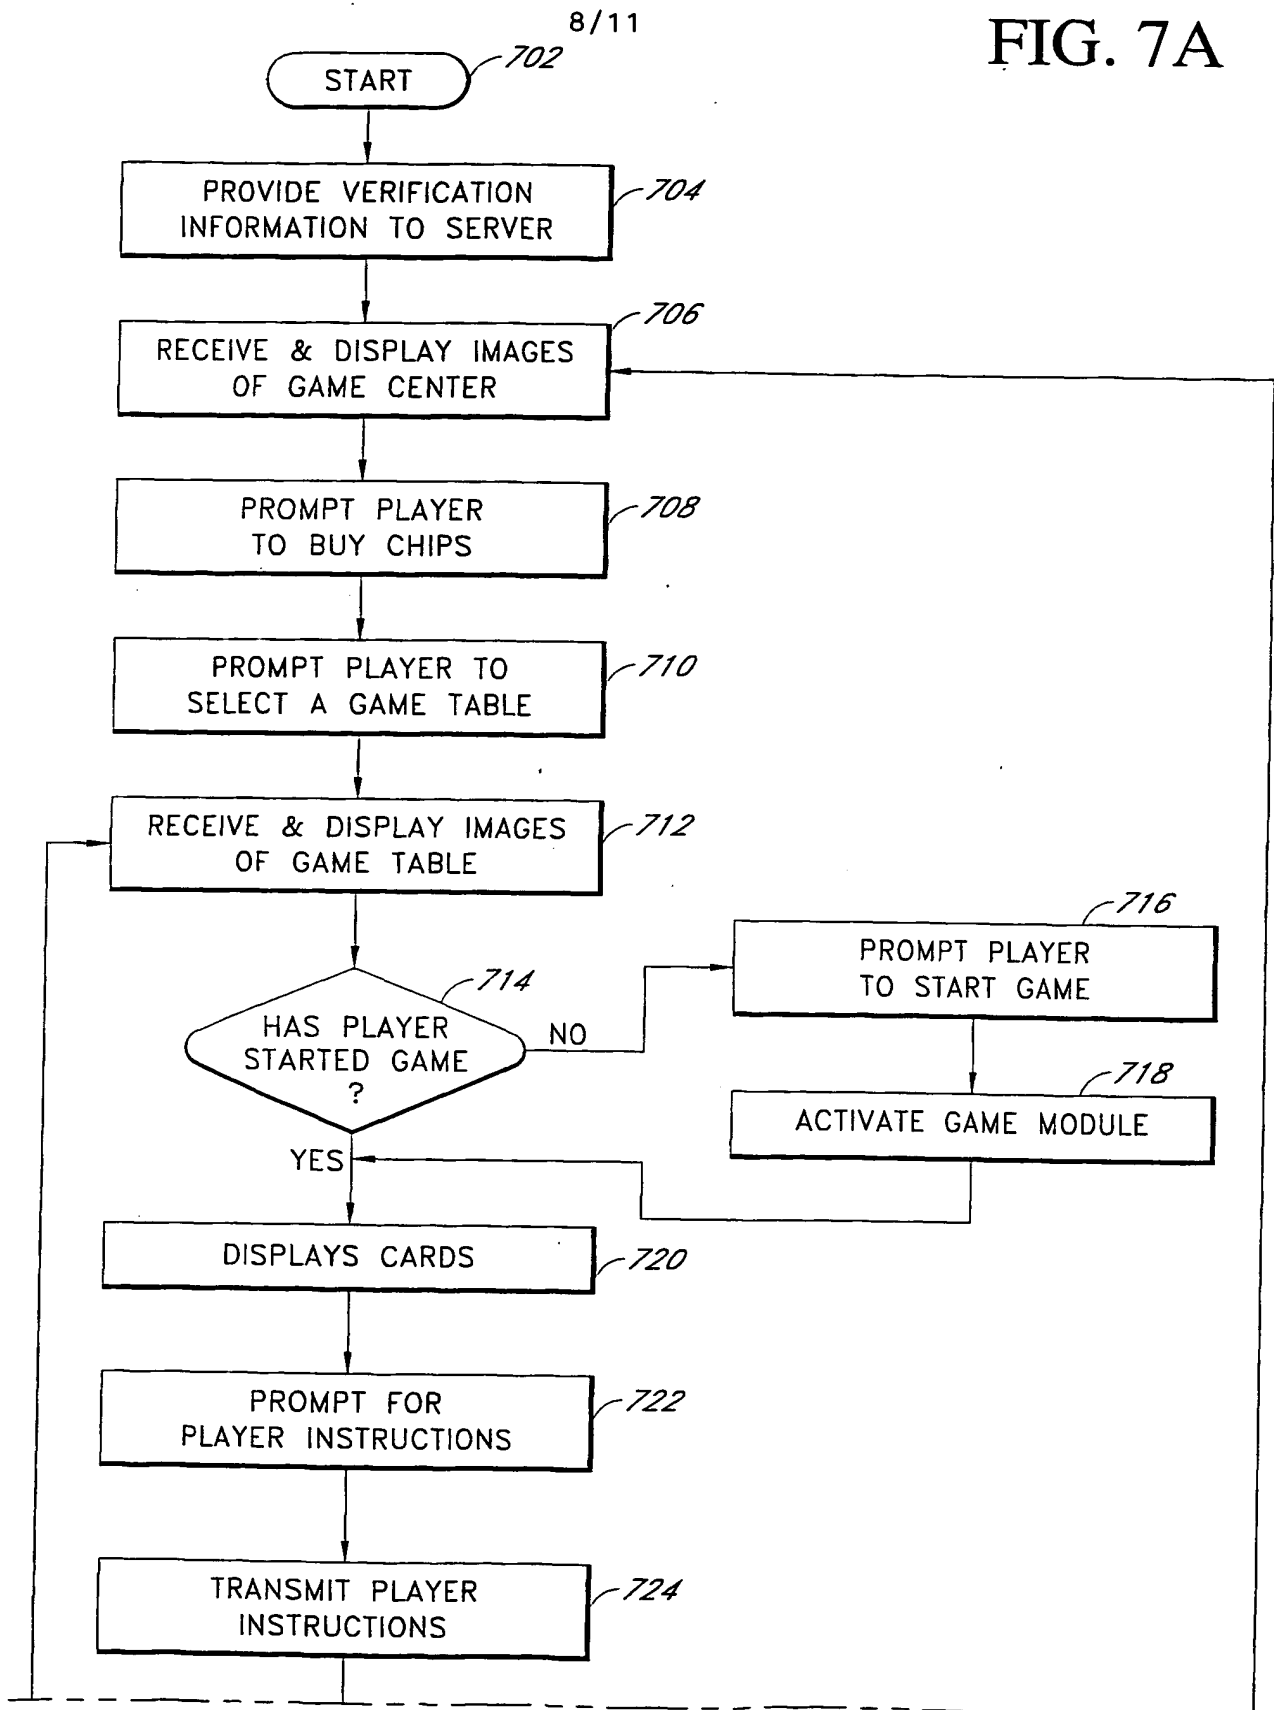 8/11
FIG. 7A
START
702
PROVIDE VERIFICATION
INFORMATION TO SERVER
704
RECEIVE & DISPLAY IMAGES
OF GAME CENTER
706
PROMPT PLAYER
TO BUY CHIPS
708
PROMPT PLAYER TO
SELECT A GAME TABLE
710
RECEIVE & DISPLAY IMAGES
OF GAME TABLE
712
HAS PLAYER
STARTED GAME
?
714
NO
YES
PROMPT PLAYER
TO START GAME
716
ACTIVATE GAME MODULE
718
DISPLAYS CARDS
720
PROMPT FOR
PLAYER INSTRUCTIONS
722
TRANSMIT PLAYER
INSTRUCTIONS
724